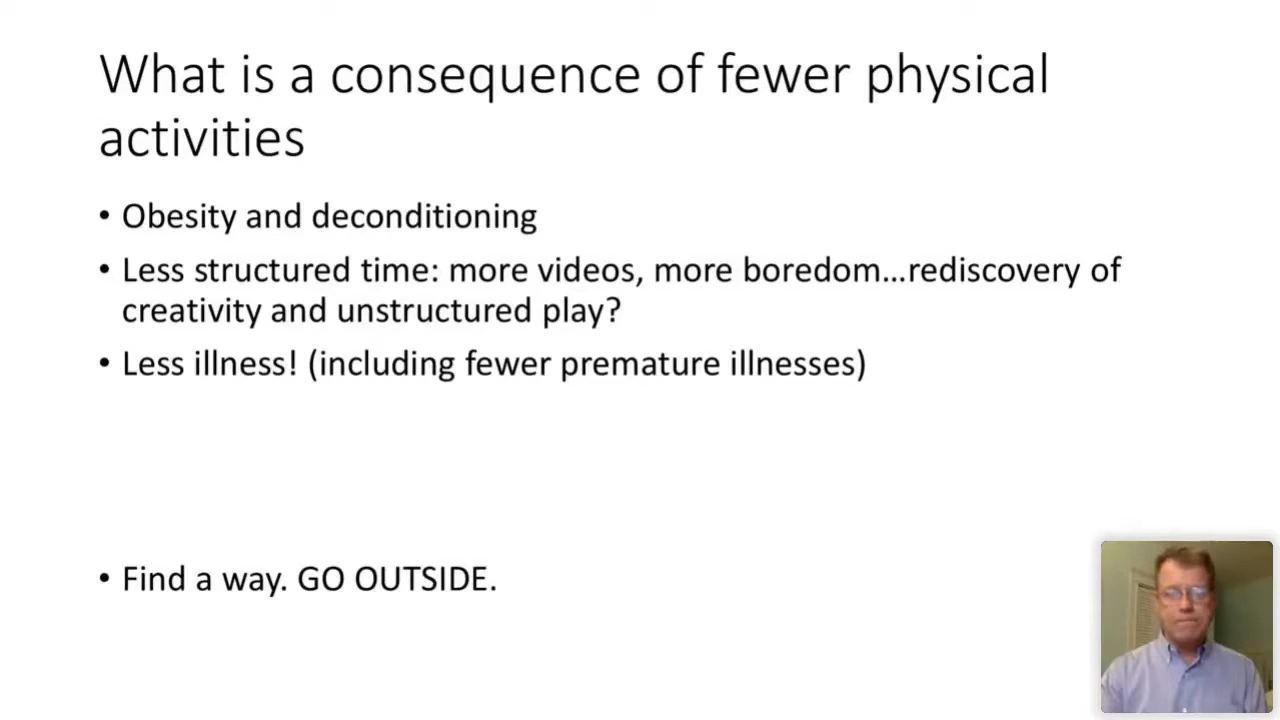 What is a consequence of fewer physical
activities
• Obesity and deconditioning
• Less structured time: more videos, more boredom…rediscovery of
creativity and unstructured play?
• Less illness! (including fewer premature illnesses)
• Find a way. GO OUTSIDE.